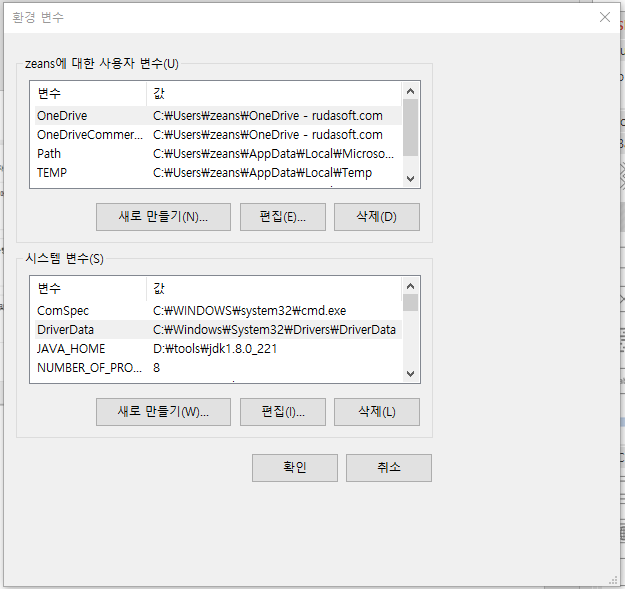 환경 변수
zeans에 대한 사용자 변수(U)
변수 값
OneDrive C:₩Users₩zeans₩OneDrive - rudasoft.com
OneDriveCommer... C:₩Users₩zeans₩OneDrive - rudasoft.com
Path C:₩Users₩zeans₩AppData₩Local₩Microso...
TEMP C:₩Users₩zeans₩AppData₩Local₩Temp
새로 만들기(N)... 편집(E)... 삭제(D)
시스템 변수(S)
변수 값
ComSpec C:₩WINDOWS₩system32₩cmd.exe
DriverData C:₩Windows₩System32₩Drivers₩DriverData
JAVA_HOME D:₩tools₩jdk1.8.0_221
NUMBER_OF_PRO... 8
새로 만들기(W)... 편집(I)... 삭제(L)
확인 취소